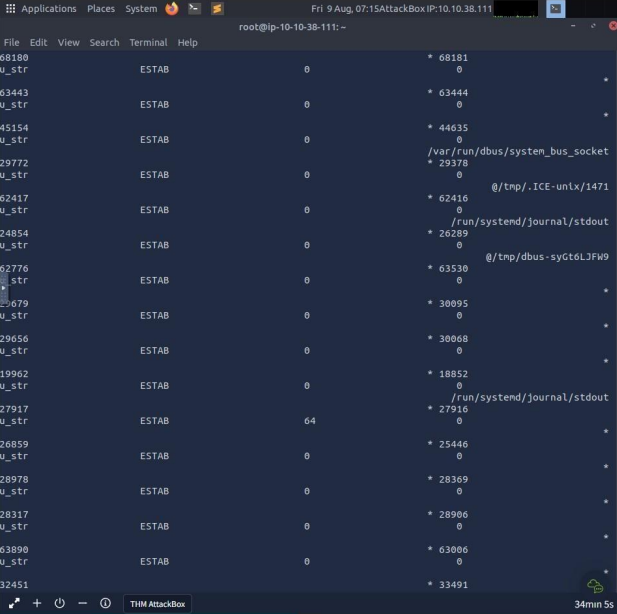 Applications Places System Fri 9 Aug, 07:15AttackBox IP:10.10.38.111
root@ip-10-10-38-111: ~
File Edit View Search Terminal Help
68180 * 68181
u_str ESTAB 0 0
*
63443 * 63444
u_str ESTAB 0 0
*
45154 * 44635
u_str ESTAB 0 0
/var/run/dbus/system_bus_socket
29772 * 29378
u_str ESTAB 0 0
@/tmp/.ICE-unix/1471
62417 * 62416
u_str ESTAB 0 0
/run/systemd/journal/stdout
24854 * 26289
u_str ESTAB 0 0
@/tmp/dbus-syGt6LJFW9
62776 * 63530
_str ESTAB 0 0
*
29679 * 30095
u_str ESTAB 0 0
*
29656 * 30068
u_str ESTAB 0 0
*
19962 * 18852
u_str ESTAB 0 0
/run/systemd/journal/stdout
27917 * 27916
u_str ESTAB 64 0
*
26859 * 25446
u_str ESTAB 0 0
*
28978 * 28369
u_str ESTAB 0 0
*
28317 * 28906
u_str ESTAB 0 0
*
63890 * 63006
u_str ESTAB 0 0
*
32451 * 33491
THM AttackBox 34min 5s